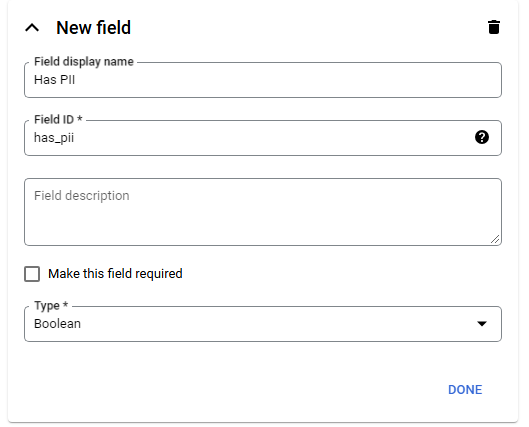 New field
Field display name
Has PII
Field ID *
has_pii
Field description
Make this field required
Type *
Boolean
DONE